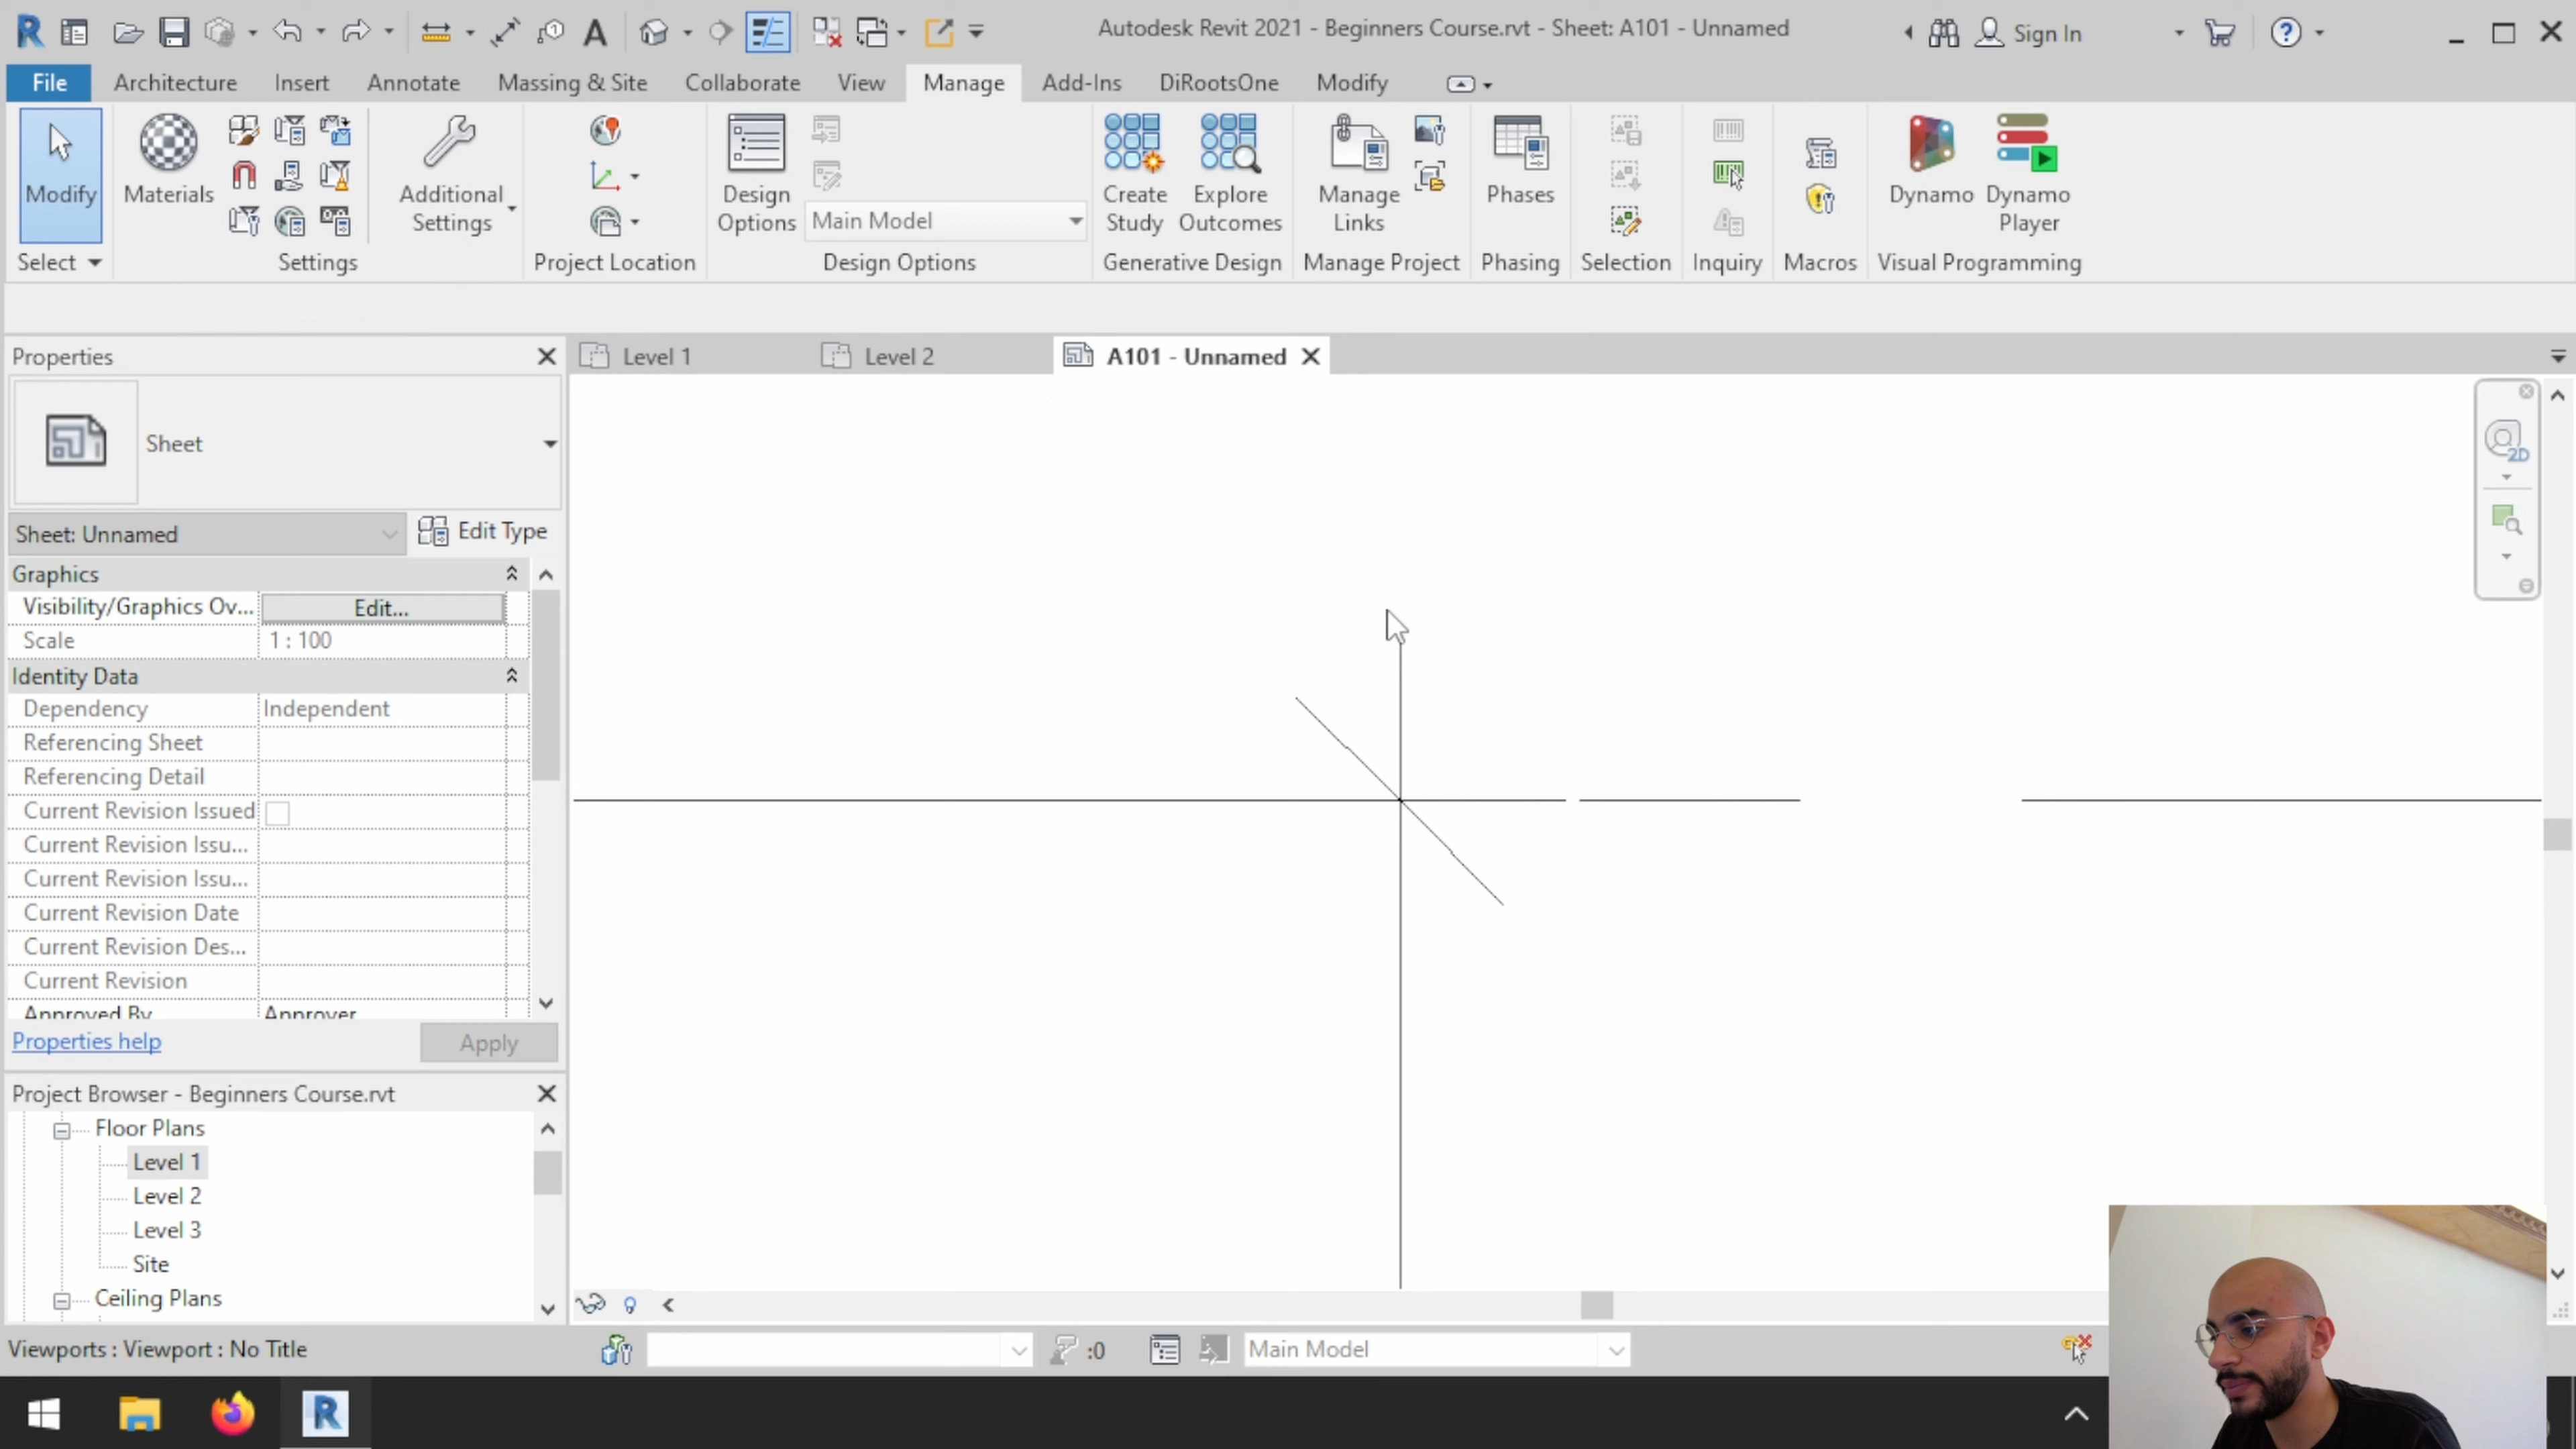 Autodesk Revit 2021 - Beginners Course.rvt - Sheet: A101 - Unnamed
Sign In
File Architecture Insert Annotate Massing & Site Collaborate View Manage Add-Ins DiRootsOne Modify
Modify
Materials
Additional Settings
Design Options
Main Model
Create Study
Explore Outcomes
Manage Links
Phases
Dynamo
Dynamo Player
Select
Settings
Project Location
Design Options
Generative Design
Manage Project
Phasing
Selection
Inquiry
Macros
Visual Programming
Properties
Level 1
Level 2
A101 - Unnamed
Sheet
2D
Sheet: Unnamed
Edit Type
Graphics
Visibility/Graphics Ov... Edit...
Scale 1 : 100
Identity Data
Dependency Independent
Referencing Sheet
Referencing Detail
Current Revision Issued
Current Revision Issu...
Current Revision Issu...
Current Revision Date
Current Revision Des...
Current Revision
Approved By Approver
Properties help
Apply
Project Browser - Beginners Course.rvt
Floor Plans
Level 1
Level 2
Level 3
Site
Ceiling Plans
Viewports : Viewport : No Title
:0
Main Model